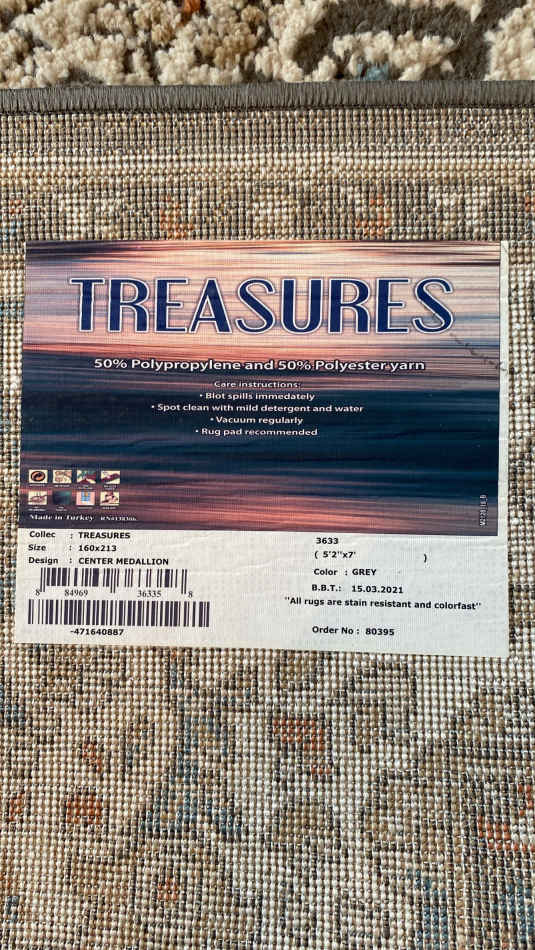 TREASURES
50% Polypropylene and 50% Polyester yarn
Care instructions:
• Blot spills immediately
• Spot clean with mild detergent and water
• Vacuum regularly
• Rug pad recommended
Made in Turkey
Collec : TREASURES
3633
Size : 160x213
( 5'2''x7' )
Design : CENTER MEDALLION
Color : GREY
B.B.T.: 15.03.2021
8 84969 36335 8
''All rugs are stain resistant and colorfast''
-471640887
Order No : 80395